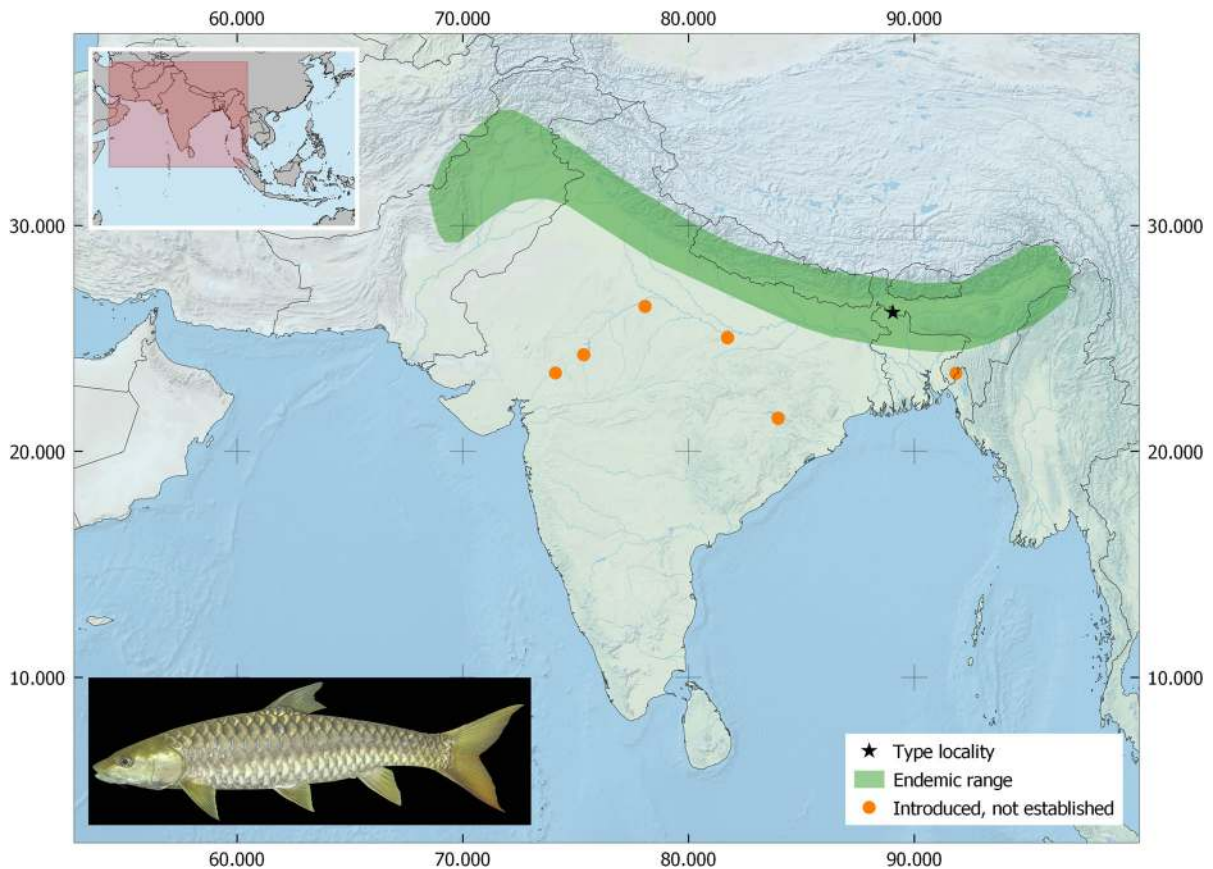 60.000 70.000 80.000 90.000
30.000 30.000
20.000 20.000
10.000 10.000
★ Type locality
Endemic range
Introduced, not established
60.000 70.000 80.000 90.000